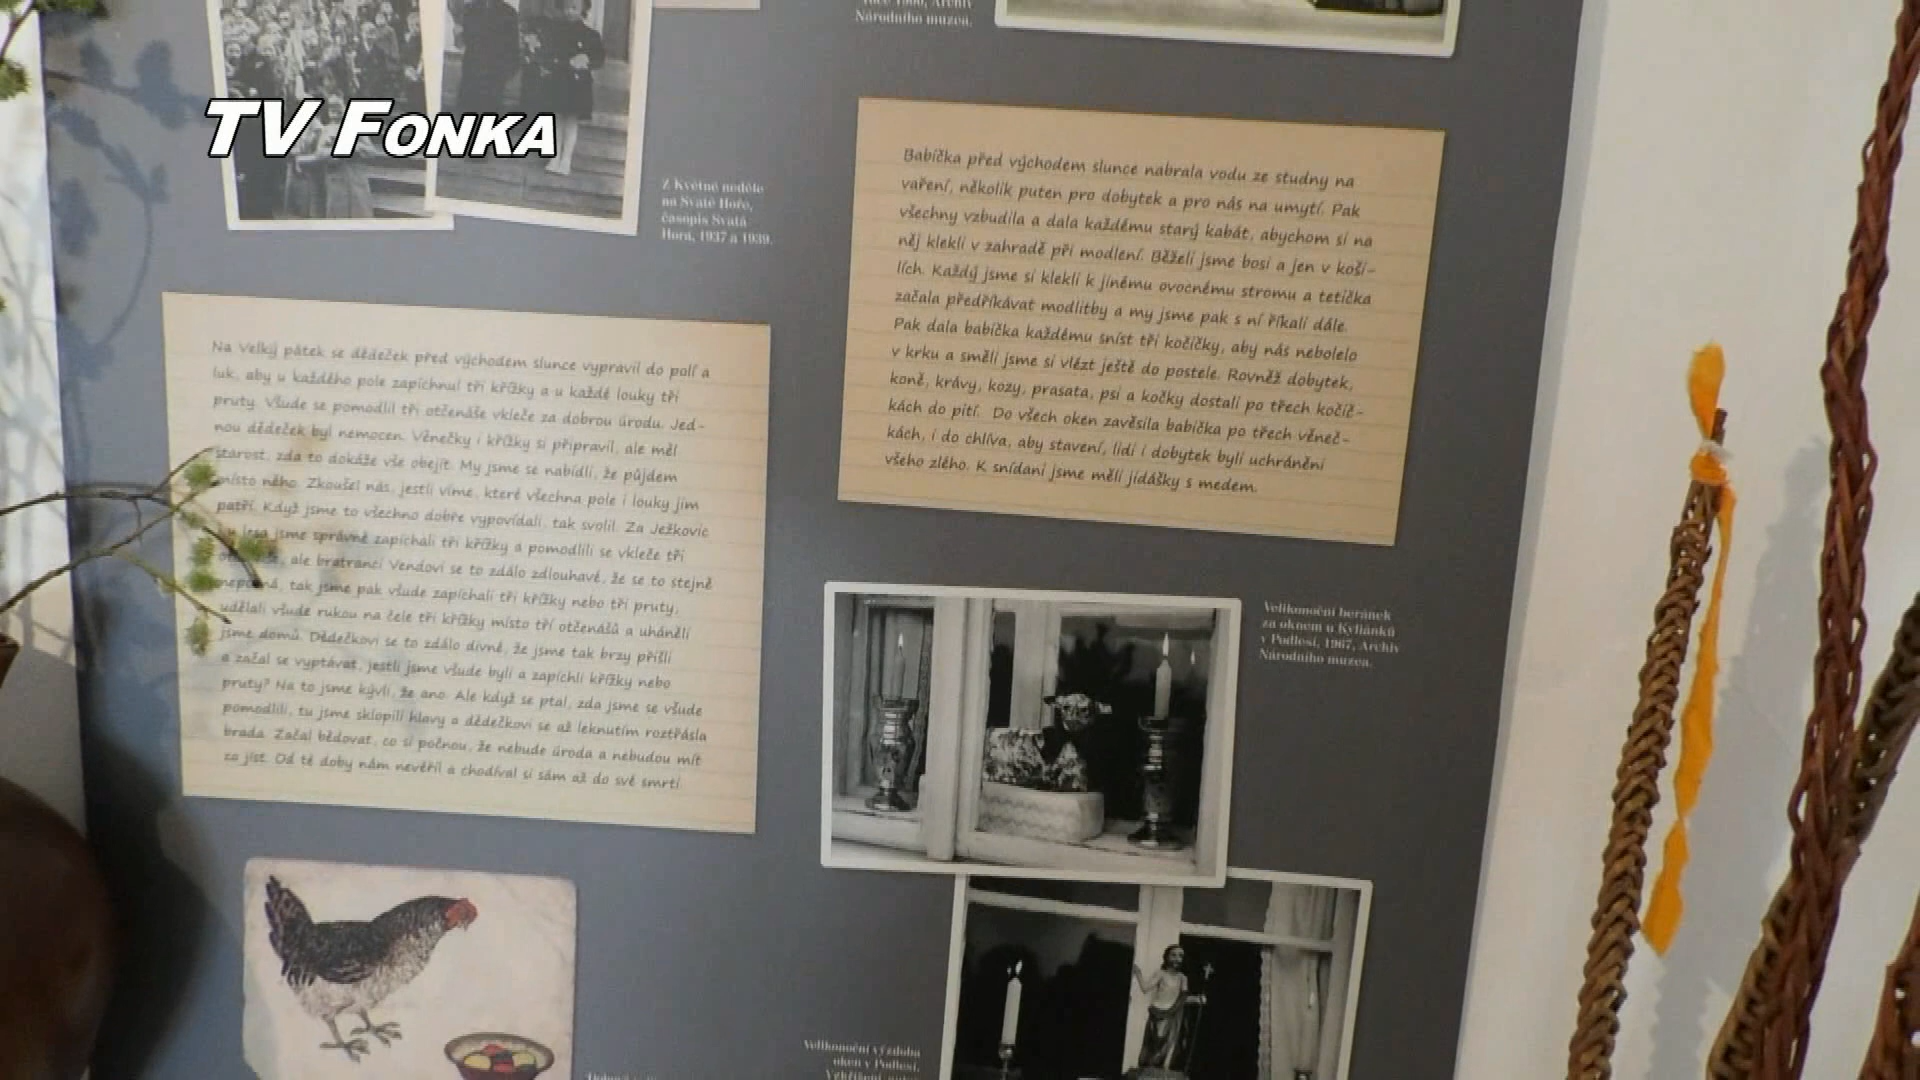 Národního muzea.
TV FONKA
Z Květné neděle
na Svaté Hoře,
časopis Svatá
Hora, 1937 a 1939.
Babička před východem slunce nabrala vodu ze studny na
vaření, několik puten pro dobytek a pro nás na umytí. Pak
všechny vzbudila a dala každému starý kabát, abychom si na
něj klekli v zahradě při modlení. Běželi jsme bosi a jen v koši-
lích. Každý jsme si klekli k jinému ovocnému stromu a tetička
začala předříkávat modlitby a my jsme pak s ní říkali dále.
Pak dala babička každému sníst tři kočičky, aby nás nebolelo
v krku a směli jsme si vlézt ještě do postele. Rovněž dobytek,
koně, krávy, kozy, prasata, psi a kočky dostali po třech kočič-
kách do pití. Do všech oken zavěsila babička po třech věneč-
kách, i do chlíva, aby stavení, lidi i dobytek byli uchráněni
všeho zlého. K snídani jsme měli jidášky s medem.
Na Velký pátek se dědeček před východem slunce vypravil do polí a
luk, aby u každého pole zapíchnul tři křížky a u každé louky tři
pruty. Všude se pomodlil tři otčenáše vkleče za dobrou úrodu. Jed-
nou dědeček byl nemocen. Věnečky i křížky si připravil, ale měl
starost, zda to dokáže vše obejít. My jsme se nabídli, že půjdem
místo něho. Zkoušel nás, jestli víme, které všechna pole i louky jim
patří. Když jsme to všechno dobře vypovídali, tak svolil. Za Ježkovic
lesa jsme správně zapíchali tři křížky a pomodlili se vkleče tři
ale bratranci Vendovi se to zdálo zdlouhavé, že se to stejně
nepozná, tak jsme pak všude zapíchali tři křížky nebo tři pruty,
udělali všude rukou na čele tři křížky místo tří otčenášů a uháněli
jsme domů. Dědečkovi se to zdálo divné, že jsme tak brzy přišli
a začal se vyptávat, jestli jsme všude byli a zapíchli křížky nebo
pruty? Na to jsme kývli, že ano. Ale když se ptal, zda jsme se všude
pomodlili, tu jsme sklopili hlavy a dědečkovi se až leknutím roztřásla
brada. Začal bědovat, co si počnou, že nebude úroda a nebudou mít
co jíst. Od té doby nám nevěřil a chodíval si sám až do své smrti.
Velikonoční beránek
za oknem u Kyliánků
v Podlesí, 1967, Archiv
Národního muzea.
Velikonoční výzdoba
oken v Podlesí,